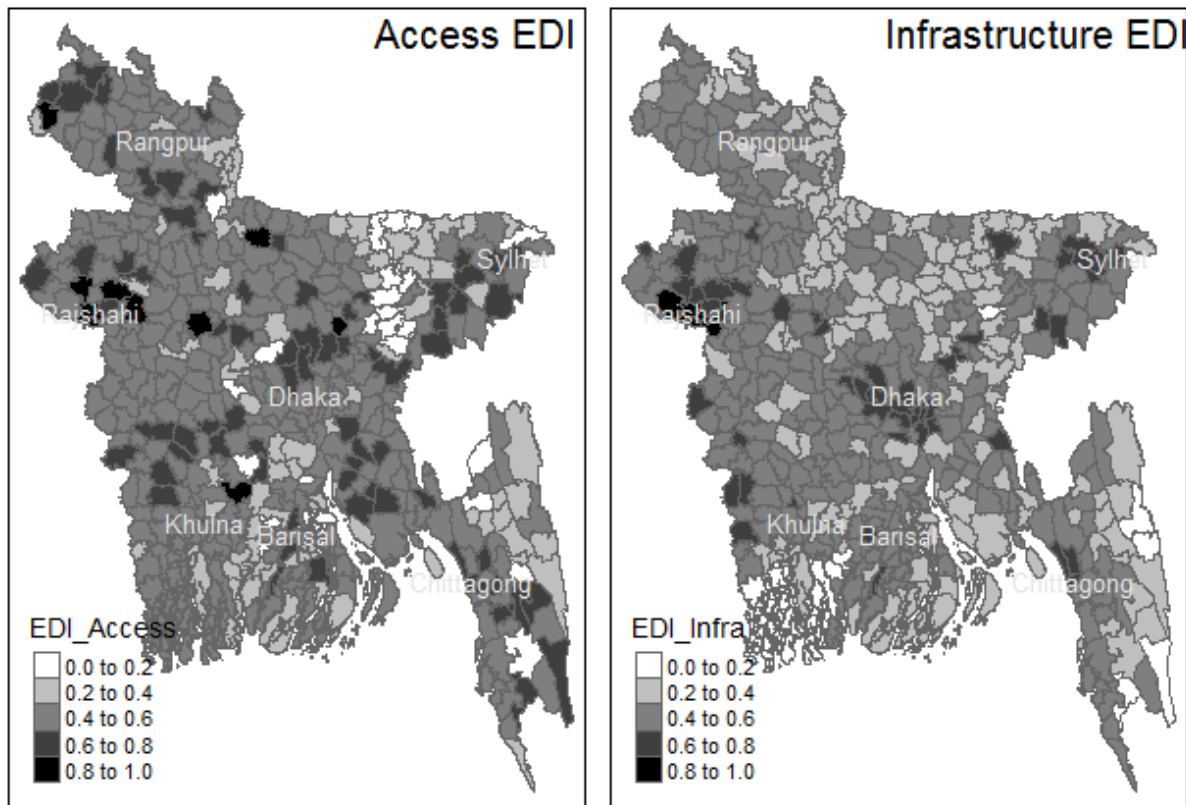 Access EDI
Rangpur
Sylhet
Rajshahi
Dhaka
Khulna
Barisal
Chittagong
EDI_Access
0.0 to 0.2
0.2 to 0.4
0.4 to 0.6
0.6 to 0.8
0.8 to 1.0
Infrastructure EDI
Rangpur
Sylhet
Rajshahi
Dhaka
Khulna
Barisal
Chittagong
EDI_Infra
0.0 to 0.2
0.2 to 0.4
0.4 to 0.6
0.6 to 0.8
0.8 to 1.0